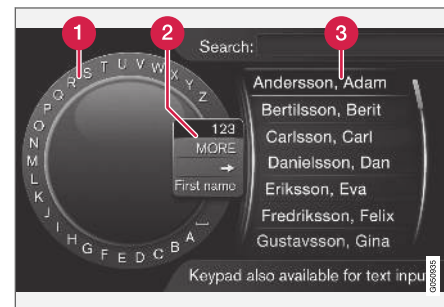 1
2
3
Search:
A B C D E F G H I J K L M N O P Q R S T U V W X Y Z
123
MORE
First name
Andersson, Adam
Bertilsson, Berit
Carlsson, Carl
Danielsson, Dan
Eriksson, Eva
Fredriksson, Felix
Gustavsson, Gina
Keypad also available for text input
G050935